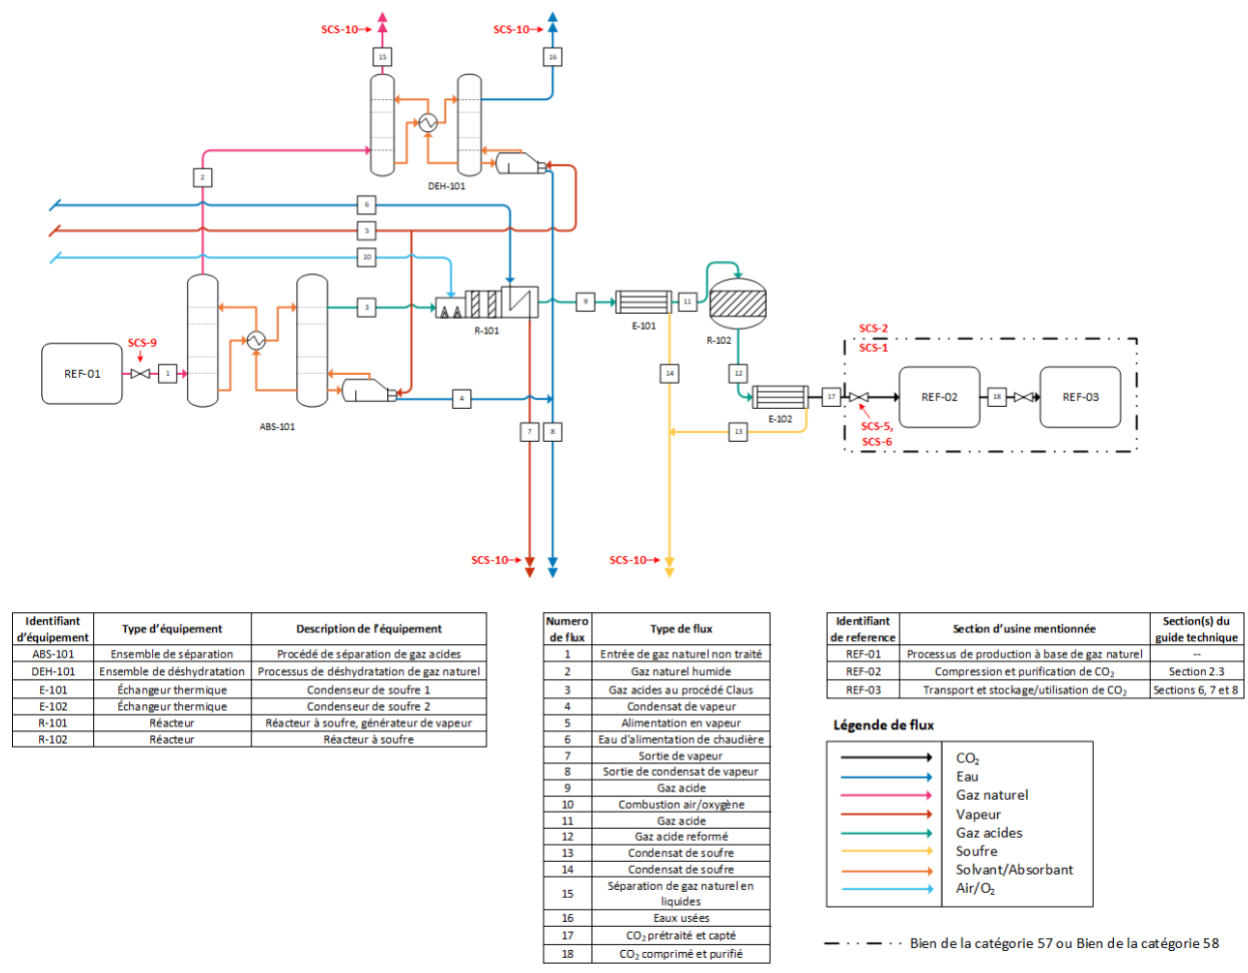 SCS-10
SCS-10
15
16
2
DEH-101
6
5
10
3
9
11
R-101
E-101
R-102
SCS-9
REF-01
1
ABS-101
4
14
12
SCS-2
SCS-1
17
REF-02
18
REF-03
E-102
SCS-5,
SCS-6
7
8
13
SCS-10
SCS-10
Identifiant d'équipement Type d'équipement Description de l'équipement
ABS-101 Ensemble de séparation Procédé de séparation de gaz acides
DEH-101 Ensemble de déshydratation Processus de déshydratation de gaz naturel
E-101 Échangeur thermique Condenseur de soufre 1
E-102 Échangeur thermique Condenseur de soufre 2
R-101 Réacteur Réacteur à soufre, générateur de vapeur
R-102 Réacteur Réacteur à soufre
Numero de flux Type de flux
1 Entrée de gaz naturel non traité
2 Gaz naturel humide
3 Gaz acides au procédé Claus
4 Condensat de vapeur
5 Alimentation en vapeur
6 Eau d'alimentation de chaudière
7 Sortie de vapeur
8 Sortie de condensat de vapeur
9 Gaz acide
10 Combustion air/oxygène
11 Gaz acide
12 Gaz acide reformé
13 Condensat de soufre
14 Condensat de soufre
15 Séparation de gaz naturel en liquides
16 Eaux usées
17 CO2 prétraité et capté
18 CO2 comprimé et purifié
Identifiant de reference Section d'usine mentionnée Section(s) du guide technique
REF-01 Processus de production à base de gaz naturel --
REF-02 Compression et purification de CO2 Section 2.3
REF-03 Transport et stockage/utilisation de CO2 Sections 6, 7 et 8
Légende de flux
CO2
Eau
Gaz naturel
Vapeur
Gaz acides
Soufre
Solvant/Absorbant
Air/O2
Bien de la catégorie 57 ou Bien de la catégorie 58